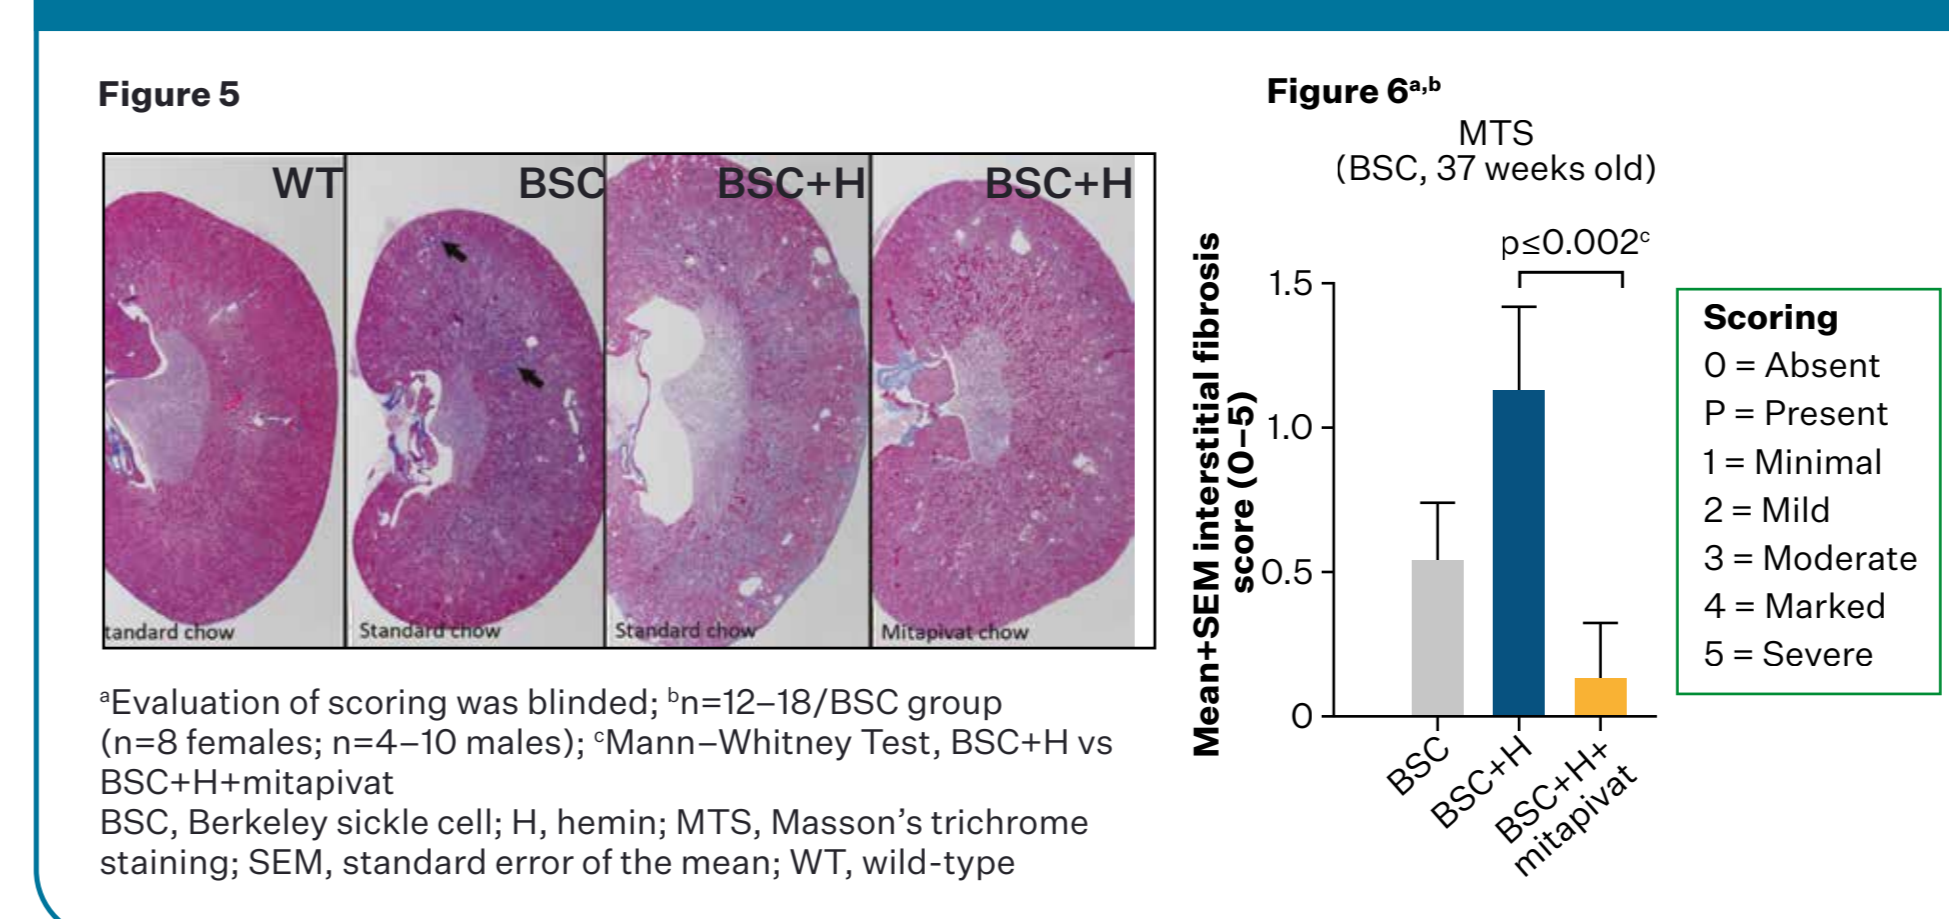 Figure 5
WT
BSC
BSC+H
BSC+H
tandard chow
Standard chow
Standard chow
Mitapivat chow
ᵃEvaluation of scoring was blinded; ᵇn=12–18/BSC group
(n=8 females; n=4–10 males); ᶜMann–Whitney Test, BSC+H vs
BSC+H+mitapivat
BSC, Berkeley sickle cell; H, hemin; MTS, Masson’s trichrome
staining; SEM, standard error of the mean; WT, wild-type
Figure 6ᵃ,ᵇ
MTS
(BSC, 37 weeks old)
p≤0.002ᶜ
Mean+SEM interstitial fibrosis
score (0–5)
1.5
1.0
0.5
0
BSC
BSC+H
BSC+H+
mitapivat
Scoring
0 = Absent
P = Present
1 = Minimal
2 = Mild
3 = Moderate
4 = Marked
5 = Severe